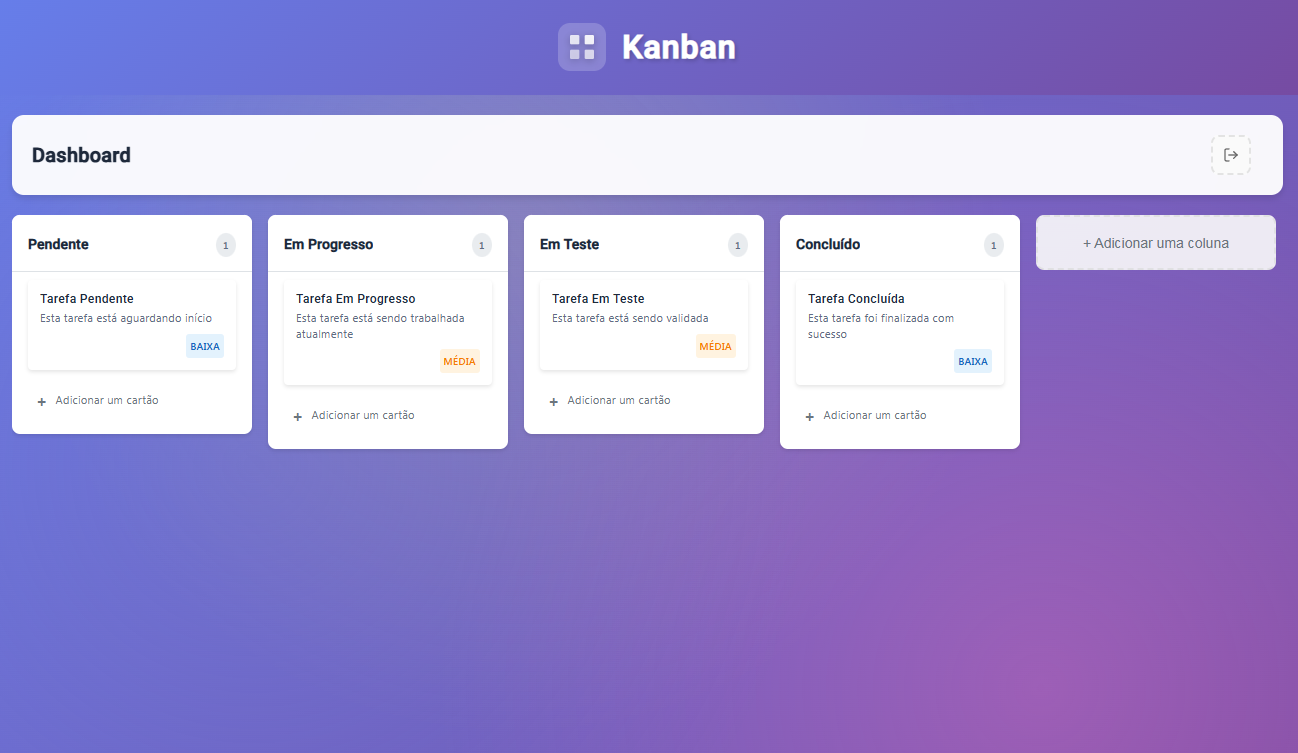 Kanban
Dashboard
Pendente 1
Tarefa Pendente
Esta tarefa está aguardando início
BAIXA
+ Adicionar um cartão
Em Progresso 1
Tarefa Em Progresso
Esta tarefa está sendo trabalhada
atualmente
MÉDIA
+ Adicionar um cartão
Em Teste 1
Tarefa Em Teste
Esta tarefa está sendo validada
MÉDIA
+ Adicionar um cartão
Concluído 1
Tarefa Concluída
Esta tarefa foi finalizada com
sucesso
BAIXA
+ Adicionar um cartão
+ Adicionar uma coluna